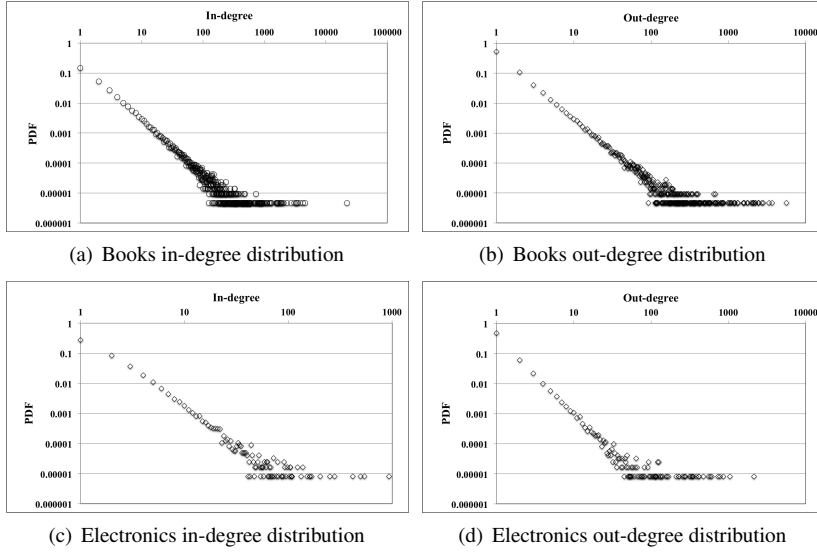 In-degree
1 10 100 1000 10000 100000
1
0.1
0.01
0.001
0.0001
0.00001
0.000001
PDF
(a) Books in-degree distribution
Out-degree
1 10 100 1000 10000
1
0.1
0.01
0.001
0.0001
0.00001
0.000001
PDF
(b) Books out-degree distribution
In-degree
1 10 100 1000
1
0.1
0.01
0.001
0.0001
0.00001
0.000001
PDF
(c) Electronics in-degree distribution
Out-degree
1 10 100 1000 10000
1
0.1
0.01
0.001
0.0001
0.00001
0.000001
PDF
(d) Electronics out-degree distribution